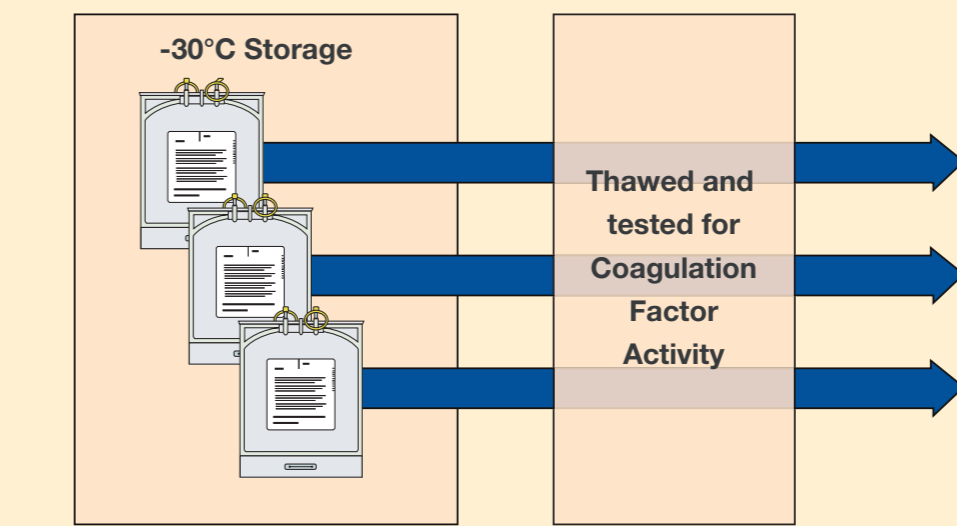 -30°C Storage
Thawed and
tested for
Coagulation
Factor
Activity